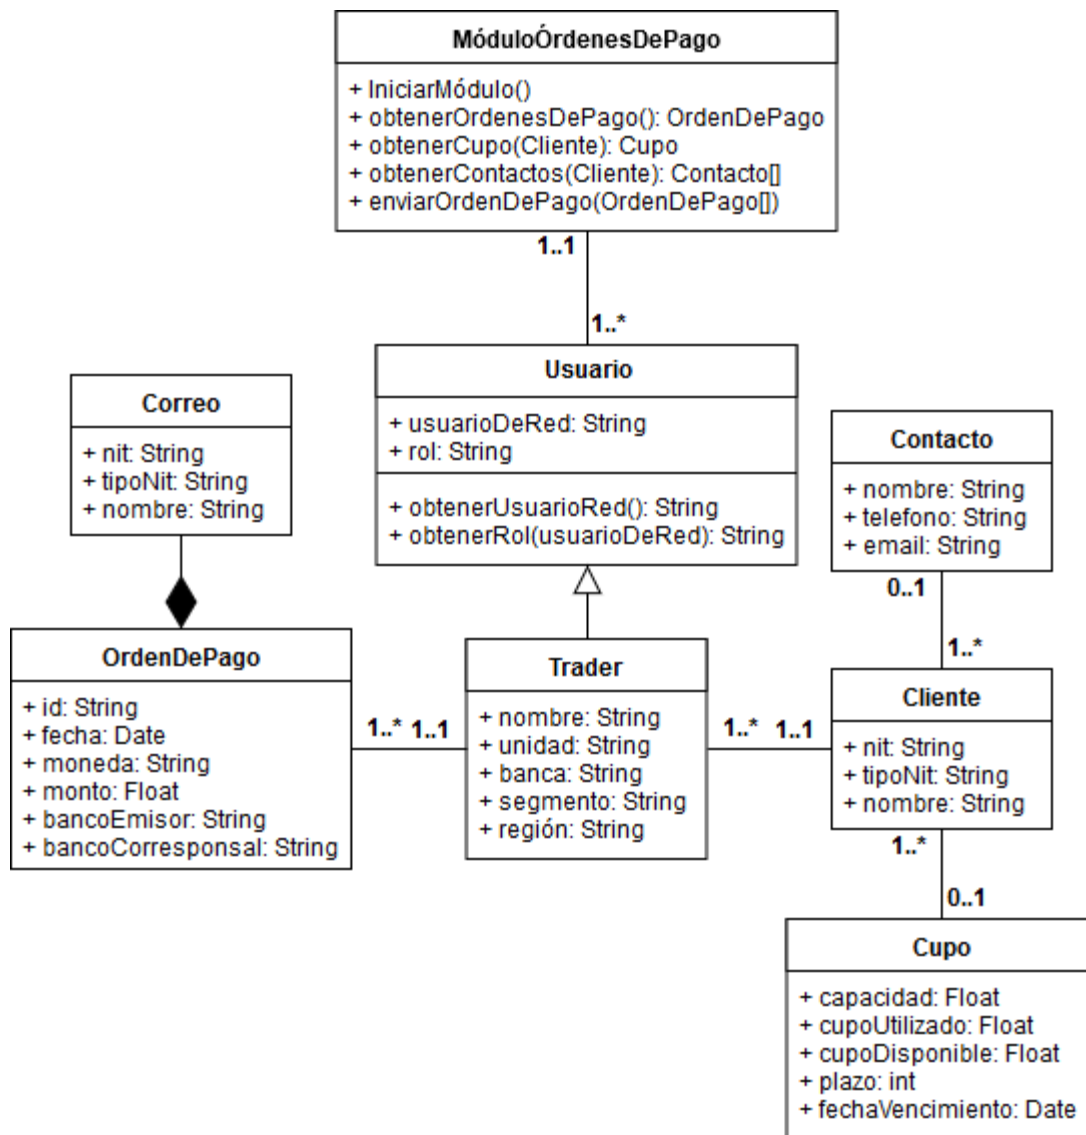 MóduloÓrdenesDePago
+ IniciarMódulo()
+ obtenerOrdenesDePago(): OrdenDePago
+ obtenerCupo(Cliente): Cupo
+ obtenerContactos(Cliente): Contacto[]
+ enviarOrdenDePago(OrdenDePago[])
1..1
1..*
Usuario
+ usuarioDeRed: String
+ rol: String
+ obtenerUsuarioRed(): String
+ obtenerRol(usuarioDeRed): String
Correo
+ nit: String
+ tipoNit: String
+ nombre: String
Contacto
+ nombre: String
+ telefono: String
+ email: String
0..1
1..*
OrdenDePago
+ id: String
+ fecha: Date
+ moneda: String
+ monto: Float
+ bancoEmisor: String
+ bancoCorresponsal: String
1..* 1..1
Trader
+ nombre: String
+ unidad: String
+ banca: String
+ segmento: String
+ región: String
1..* 1..1
Cliente
+ nit: String
+ tipoNit: String
+ nombre: String
1..*
0..1
Cupo
+ capacidad: Float
+ cupoUtilizado: Float
+ cupoDisponible: Float
+ plazo: int
+ fechaVencimiento: Date